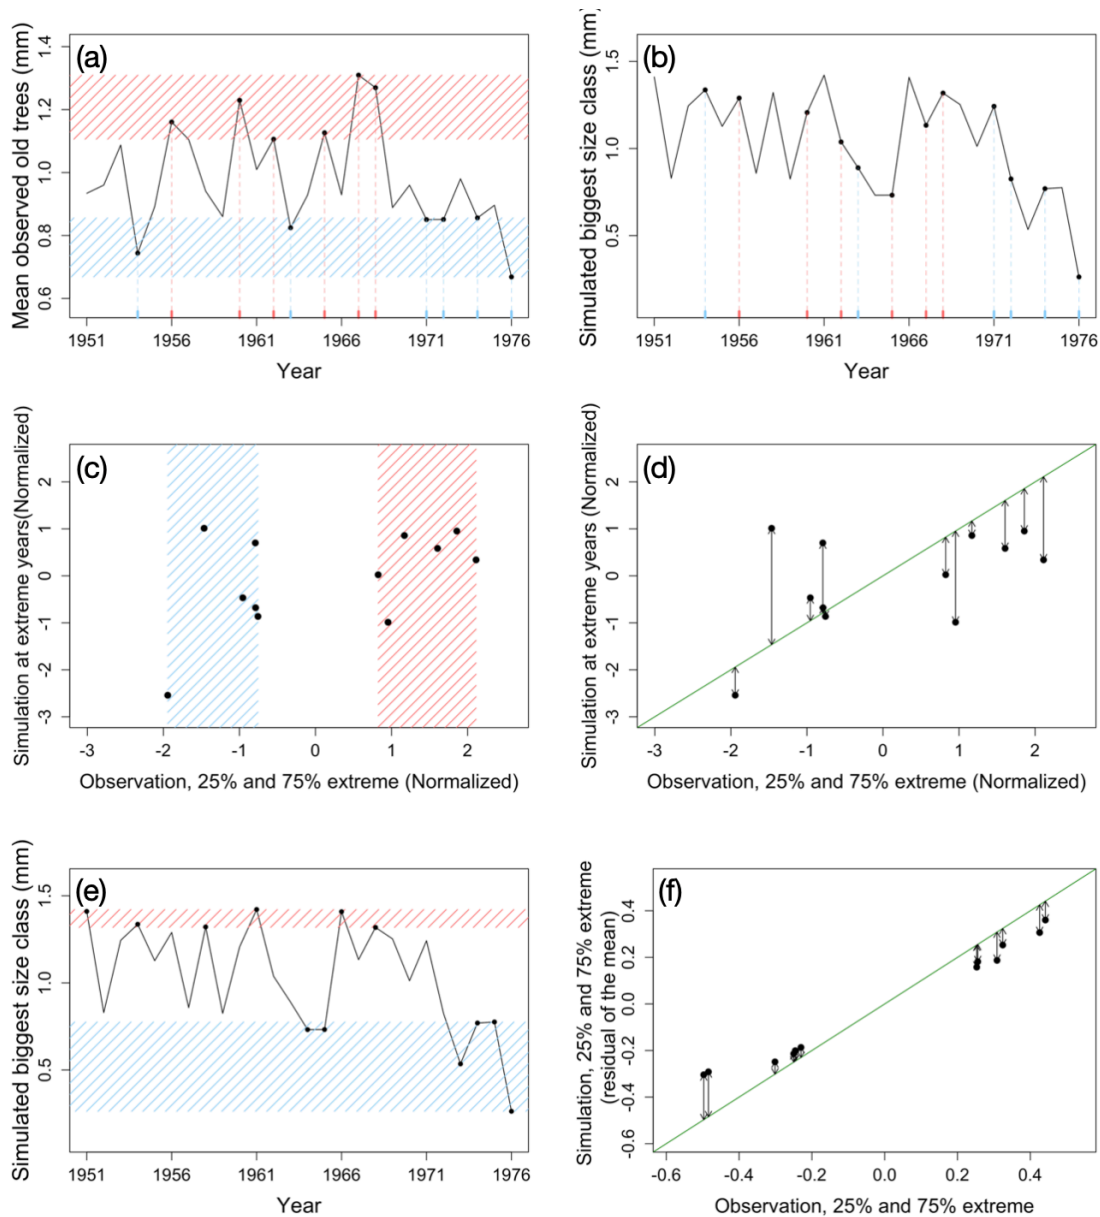 (a)
Mean observed old trees (mm)
1.4
1.2
1.0
0.8
0.6
1951 1956 1961 1966 1971 1976
Year
(b)
Simulated biggest size class (mm)
1.5
1.0
0.5
1951 1956 1961 1966 1971 1976
Year
(c)
Simulation at extreme years(Normalized)
2
1
0
-1
-2
-3
-3 -2 -1 0 1 2
Observation, 25% and 75% extreme (Normalized)
(d)
Simulation at extreme years (Normalized)
2
1
0
-1
-2
-3
-3 -2 -1 0 1 2
Observation, 25% and 75% extreme (Normalized)
(e)
Simulated biggest size class (mm)
1.5
1.0
0.5
1951 1956 1961 1966 1971 1976
Year
(f)
Simulation, 25% and 75% extreme
(residual of the mean)
0.4
0.2
0.0
-0.2
-0.4
-0.6
-0.6 -0.4 -0.2 0.0 0.2 0.4
Observation, 25% and 75% extreme